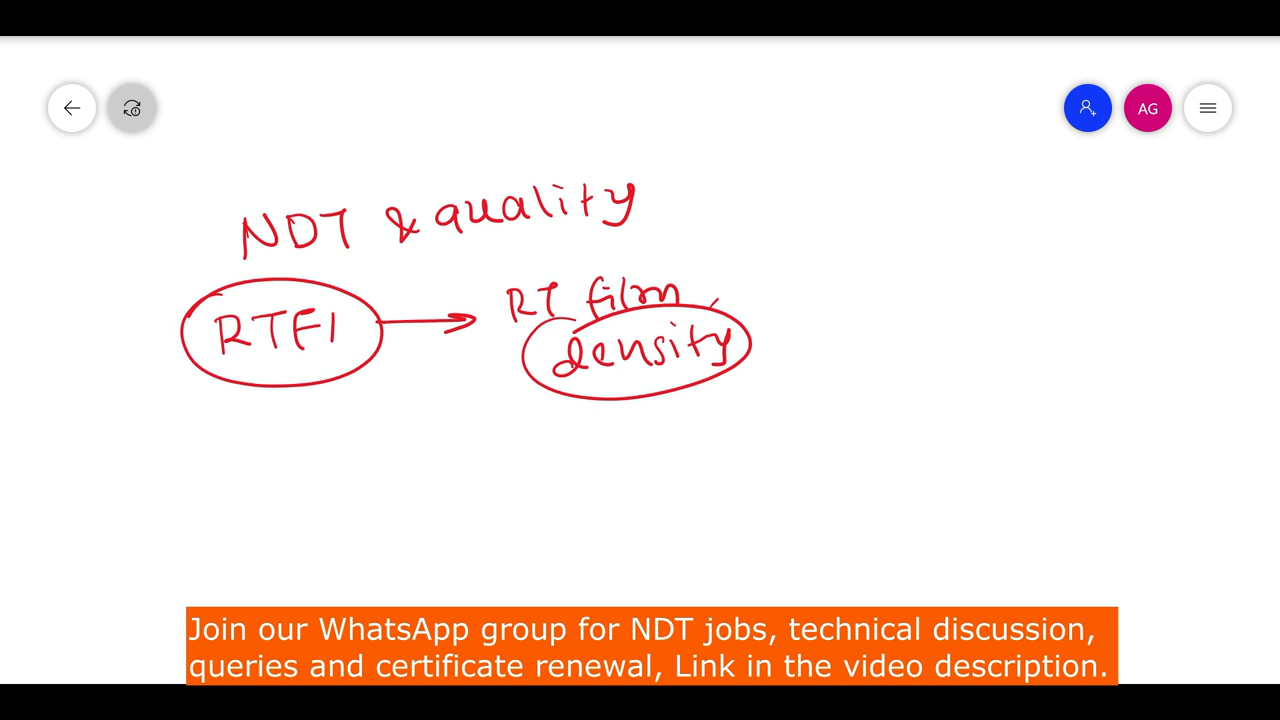 AG
NDT & quality
RTFI → RT film
density
Join our WhatsApp group for NDT jobs, technical discussion,
queries and certificate renewal, Link in the video description.